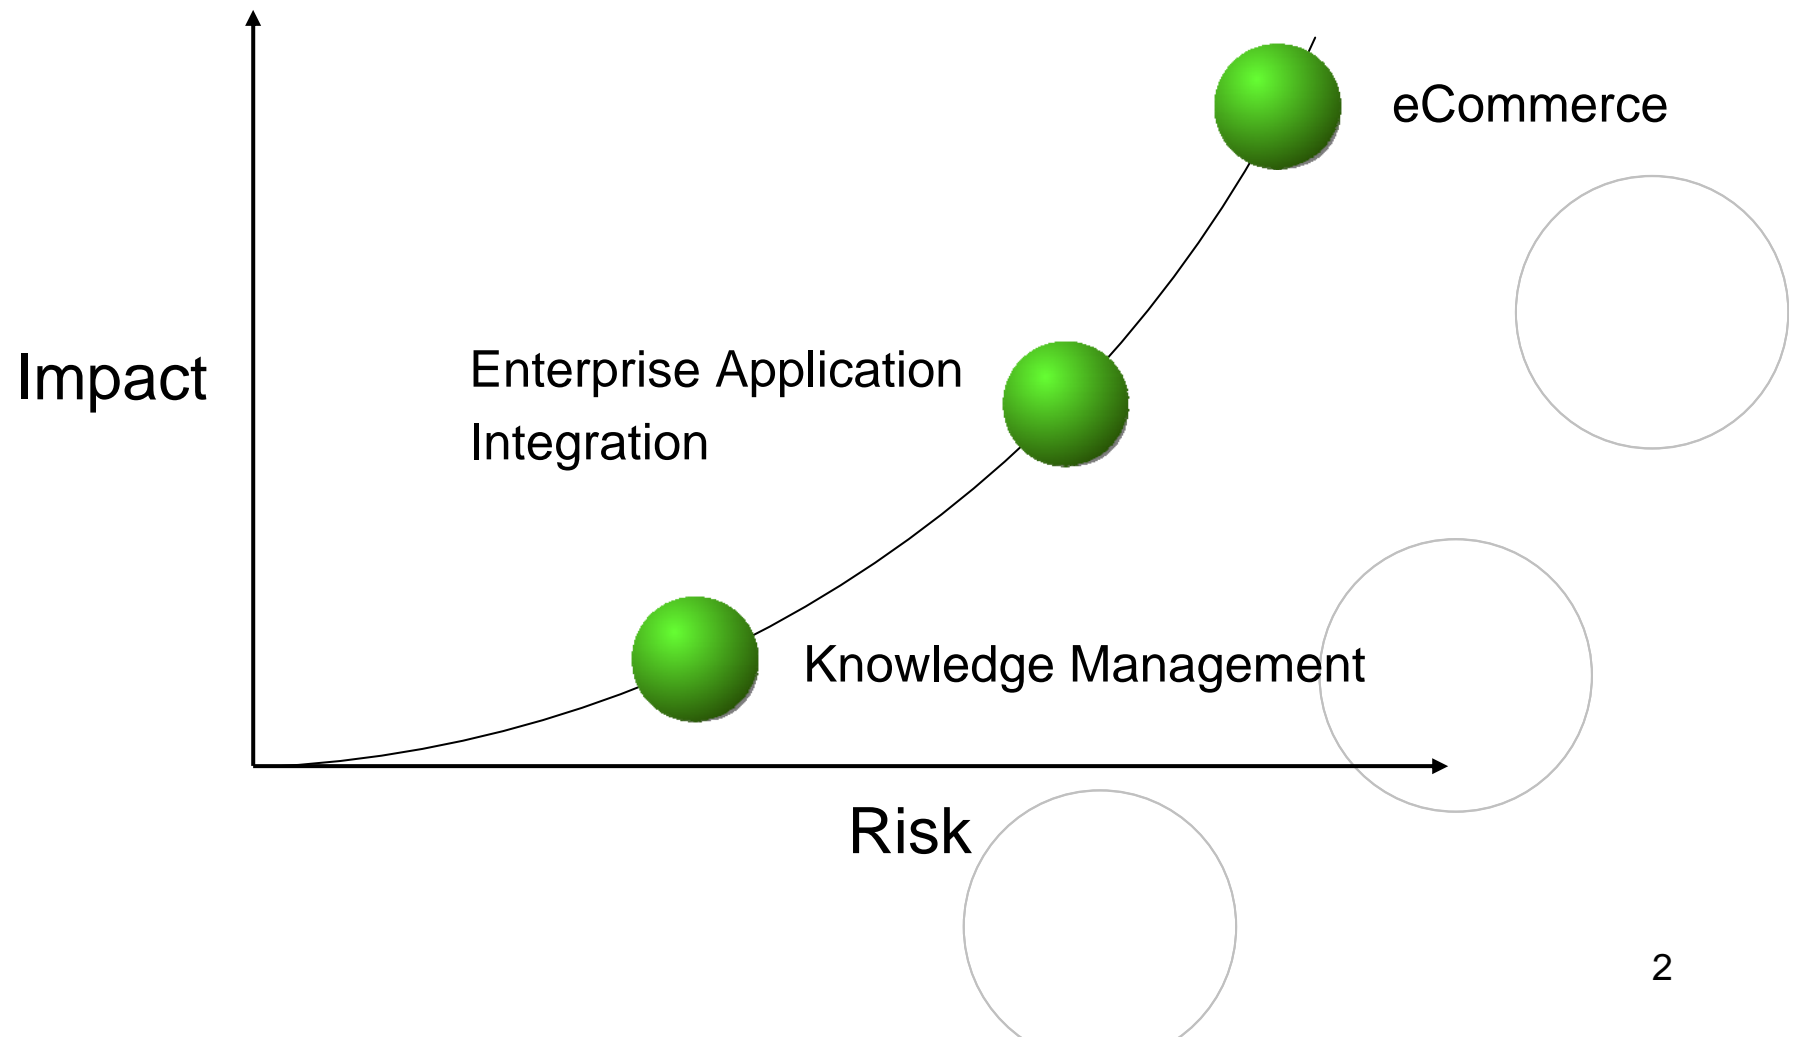 eCommerce
Impact
Enterprise Application
Integration
Knowledge Management
Risk
2